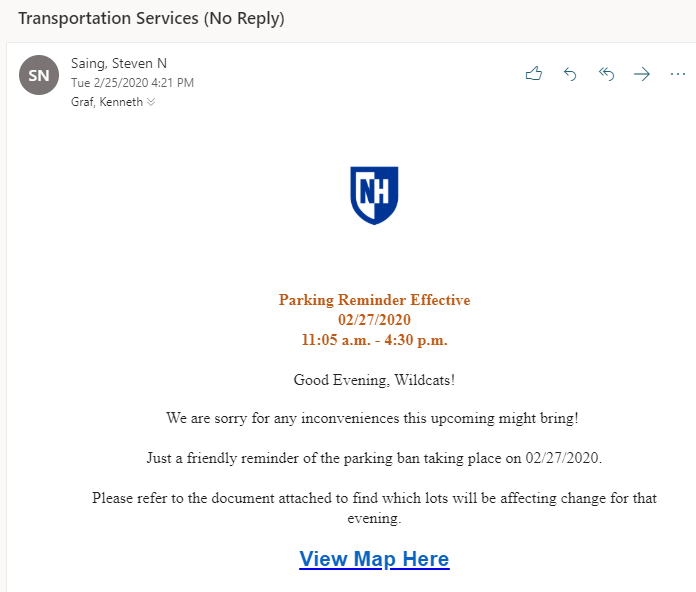 Transportation Services (No Reply)
SN
Saing, Steven N
Tue 2/25/2020 4:21 PM
Graf, Kenneth
NH
Parking Reminder Effective
02/27/2020
11:05 a.m. - 4:30 p.m.
Good Evening, Wildcats!
We are sorry for any inconveniences this upcoming might bring!
Just a friendly reminder of the parking ban taking place on 02/27/2020.
Please refer to the document attached to find which lots will be affecting change for that
evening.
View Map Here